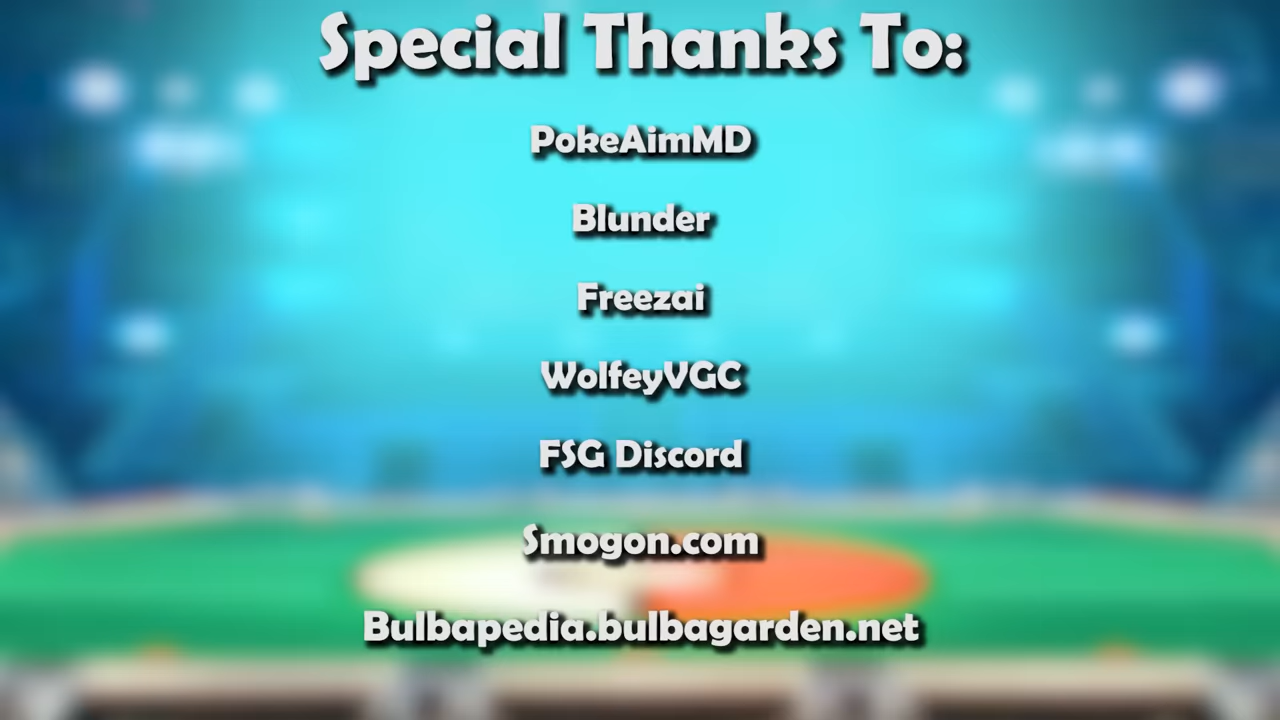 Special Thanks To:
PokeAimMD
Blunder
Freezai
WolfeyVGC
FSG Discord
Smogon.com
Bulbapedia.bulbagarden.net